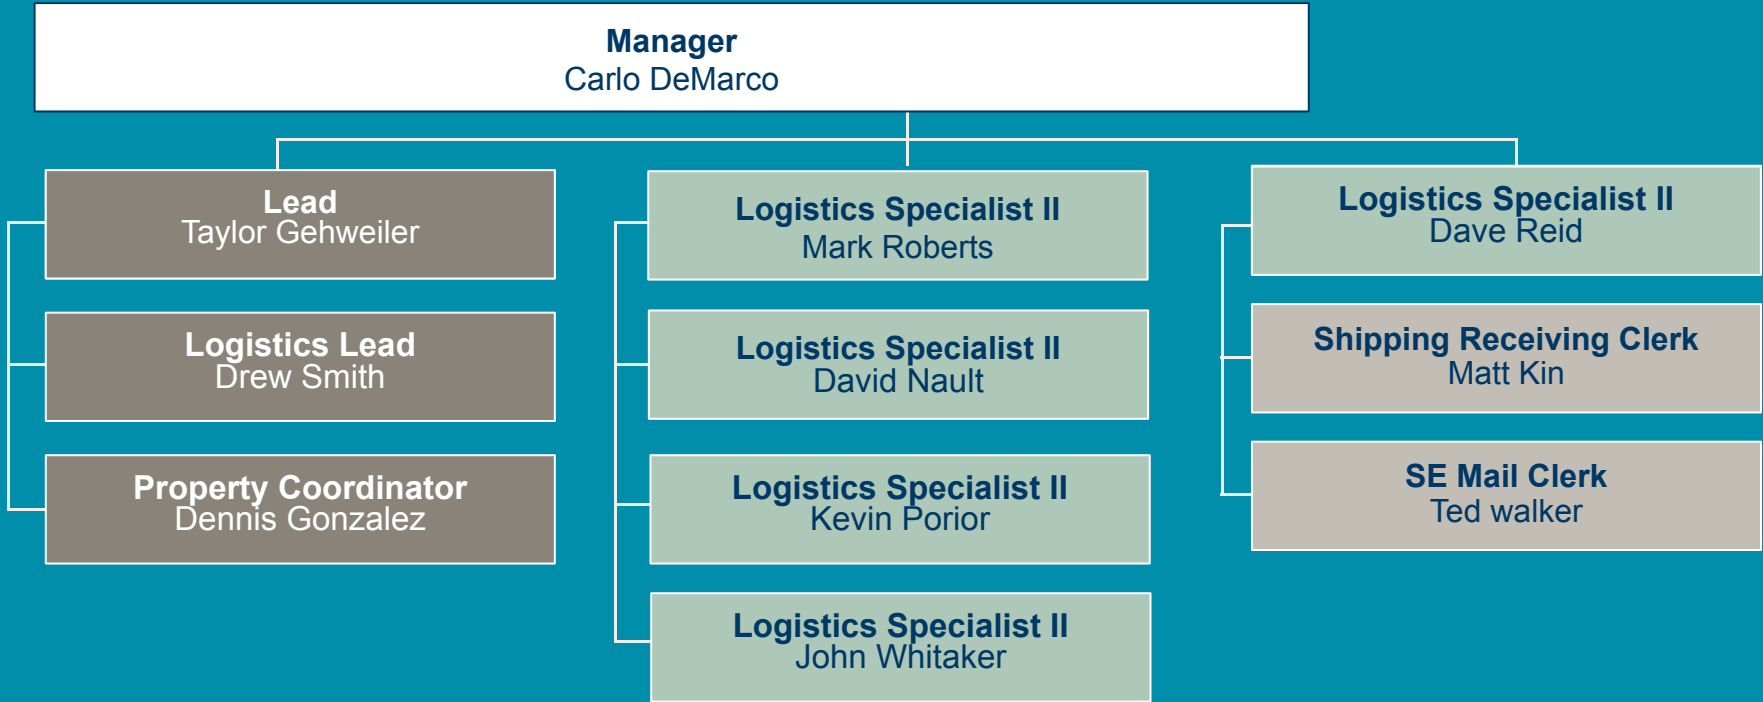 Manager
Carlo DeMarco
Lead
Taylor Gehweiler
Logistics Lead
Drew Smith
Property Coordinator
Dennis Gonzalez
Logistics Specialist II
Mark Roberts
Logistics Specialist II
David Nault
Logistics Specialist II
Kevin Porior
Logistics Specialist II
John Whitaker
Logistics Specialist II
Dave Reid
Shipping Receiving Clerk
Matt Kin
SE Mail Clerk
Ted walker